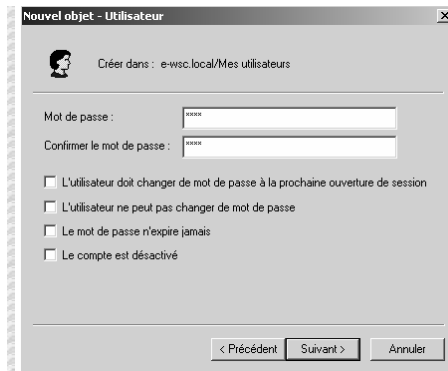 Nouvel objet - Utilisateur
Créer dans : e-wsc.local/Mes utilisateurs
Mot de passe : ××××
Confirmer le mot de passe : ××××
L'utilisateur doit changer de mot de passe à la prochaine ouverture de session
L'utilisateur ne peut pas changer de mot de passe
Le mot de passe n'expire jamais
Le compte est désactivé
< Précédent Suivant > Annuler